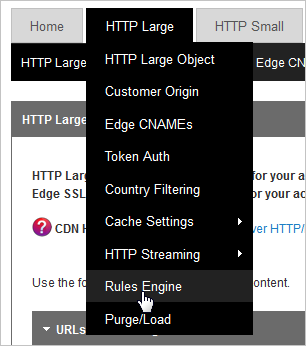 Home HTTP Large HTTP Small
HTTP Large Edge CN
HTTP Large Object
Customer Origin
Edge CNAMEs
Token Auth
Country Filtering
Cache Settings
HTTP Streaming
Rules Engine
Purge/Load
HTTP Large
HTTP Lar for your a
Edge SSL or your ac
CDN H ver HTTP/
Use the fo ontent.
URLs